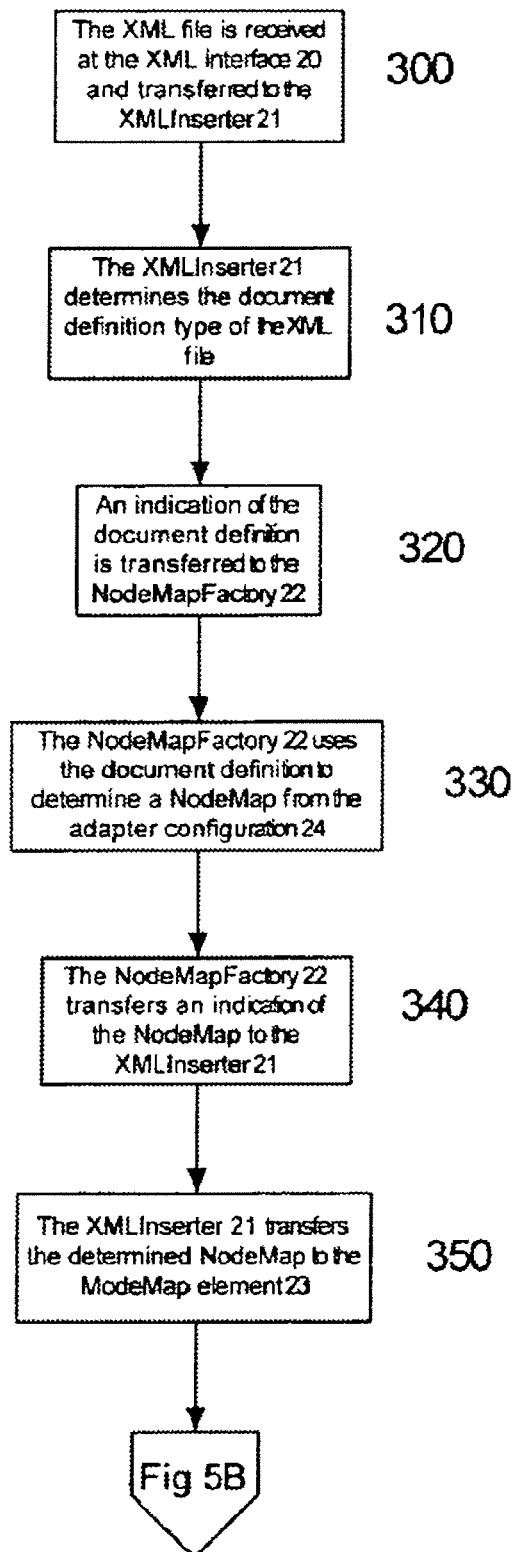 The XML file is received
at the XML Interface 20
and transferred to the
XMLInserter 21
300
The XMLInserter 21
determines the document
definition type of the XML
file
310
An indication of the
document definition
is transferred to the
NodeMapFactory 22
320
The NodeMapFactory 22 uses
the document definition to
determine a NodeMap from the
adapter configuration 24
330
The NodeMapFactory 22
transfers an indication of
the NodeMap to the
XMLInserter 21
340
The XMLInserter 21 transfers
the determined NodeMap to the
ModeMap element 23
350
Fig 5B